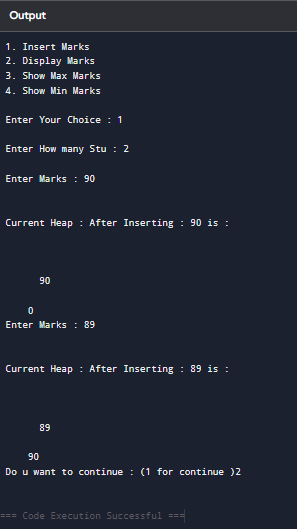 Output
1. Insert Marks
2. Display Marks
3. Show Max Marks
4. Show Min Marks
Enter Your Choice : 1
Enter How many Stu : 2
Enter Marks : 90
Current Heap : After Inserting : 90 is :
90
0
Enter Marks : 89
Current Heap : After Inserting : 89 is :
89
90
Do u want to continue : (1 for continue )2
=== Code Execution Successful ===